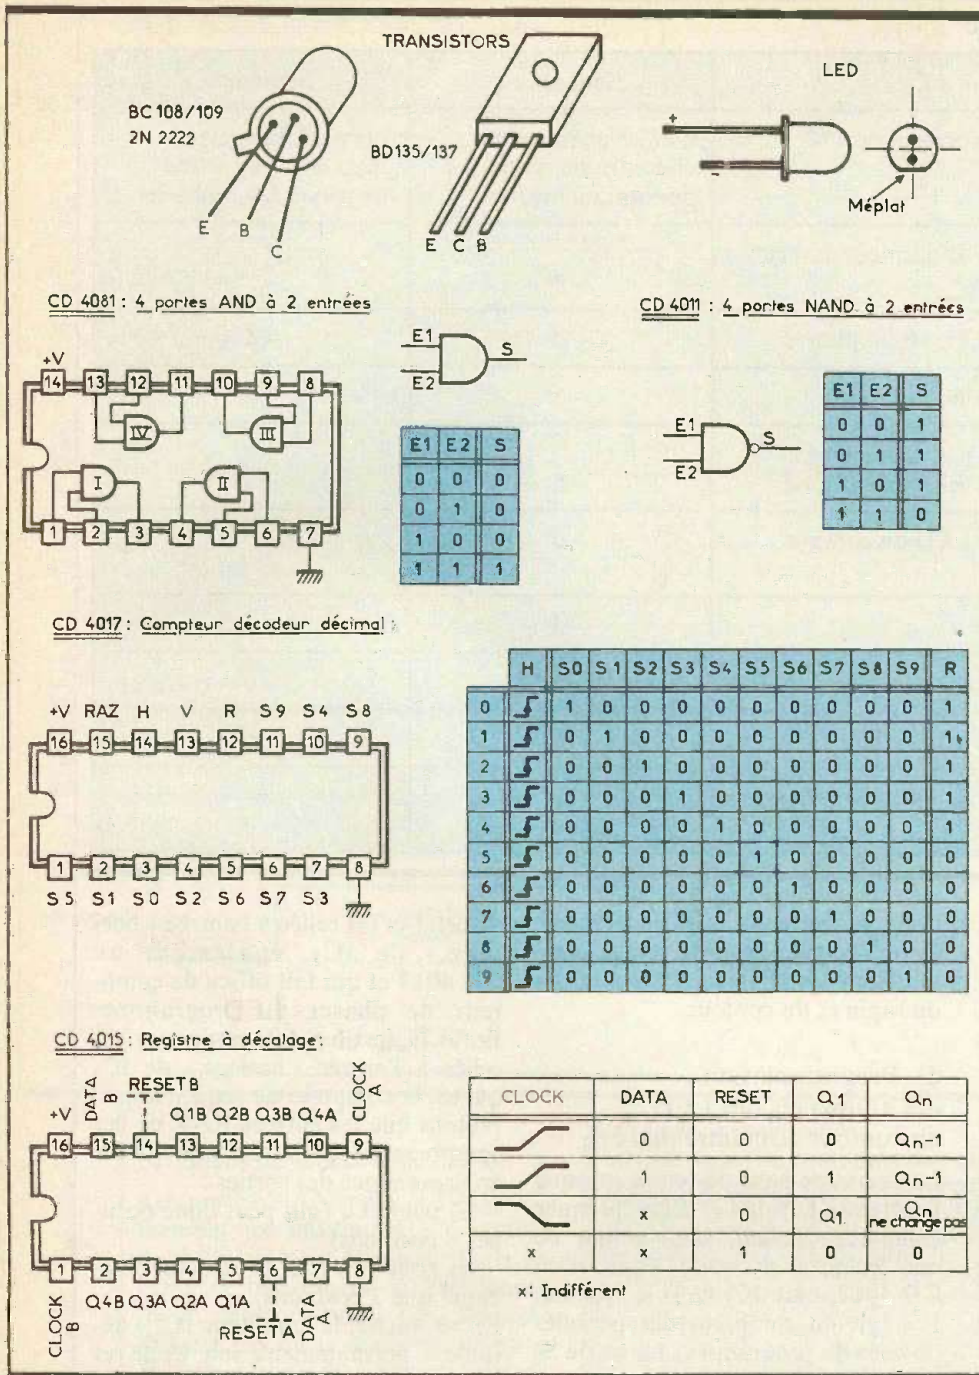 TRANSISTORS
BC 108/109
2N 2222
E B C
BD135/137
E C B
LED
+
-
Méplat
CD 4081 : 4 portes AND à 2 entrées
+V
14 13 12 11 10 9 8
IV III
I II
1 2 3 4 5 6 7
E1
E2
S
E1 E2 S
0 0 0
0 1 0
1 0 0
1 1 1
CD 4011 : 4 portes NAND à 2 entrées
E1
E2
S
E1 E2 S
0 0 1
0 1 1
1 0 1
1 1 0
CD 4017 : Compteur décodeur décimal :
+V RAZ H V R S9 S4 S8
16 15 14 13 12 11 10 9
1 2 3 4 5 6 7 8
S5 S1 S0 S2 S6 S7 S3
H S0 S1 S2 S3 S4 S5 S6 S7 S8 S9 R
0 1 0 0 0 0 0 0 0 0 0 1
1 0 1 0 0 0 0 0 0 0 0 1
2 0 0 1 0 0 0 0 0 0 0 1
3 0 0 0 1 0 0 0 0 0 0 1
4 0 0 0 0 1 0 0 0 0 0 1
5 0 0 0 0 0 1 0 0 0 0 0
6 0 0 0 0 0 0 1 0 0 0 0
7 0 0 0 0 0 0 0 1 0 0 0
8 0 0 0 0 0 0 0 0 1 0 0
9 0 0 0 0 0 0 0 0 0 1 0
CD 4015 : Registre à décalage :
+V DATA B RESET B Q1B Q2B Q3B Q4A CLOCK A
16 15 14 13 12 11 10 9
1 2 3 4 5 6 7 8
CLOCK B Q4B Q3A Q2A Q1A RESET A DATA A
CLOCK DATA RESET Q1 Qn
0 0 0 Qn-1
1 0 1 Qn-1
x 0 Q1 Qn ne change pas
x x 1 0 0
x : Indifférent